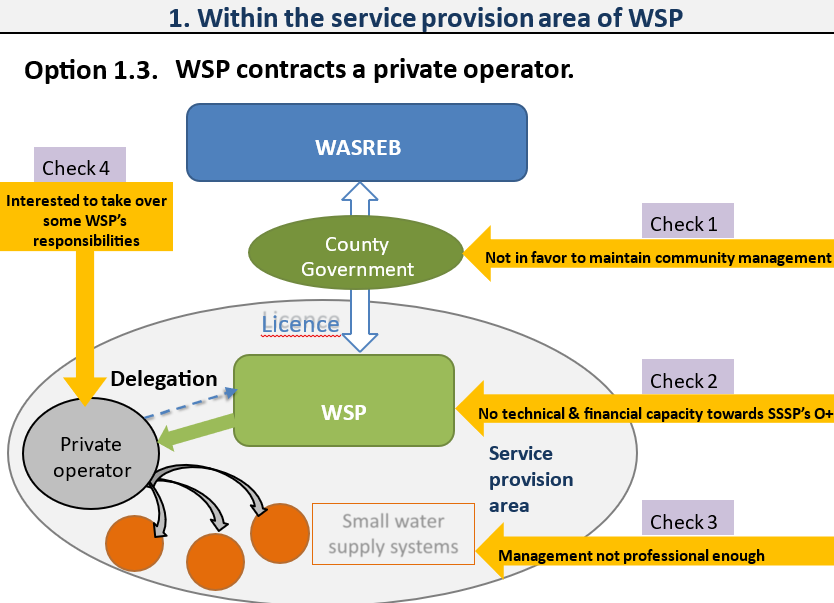 1. Within the service provision area of WSP
Option 1.3. WSP contracts a private operator.
WASREB
Check 4
Interested to take over
some WSP's
responsibilities
Check 1
County
Government
Not in favor to maintain community management
Licence
Check 2
Delegation
WSP
No technical & financial capacity towards SSSP's O+
Private
operator
Service
provision
area
Check 3
Small water
supply systems
Management not professional enough